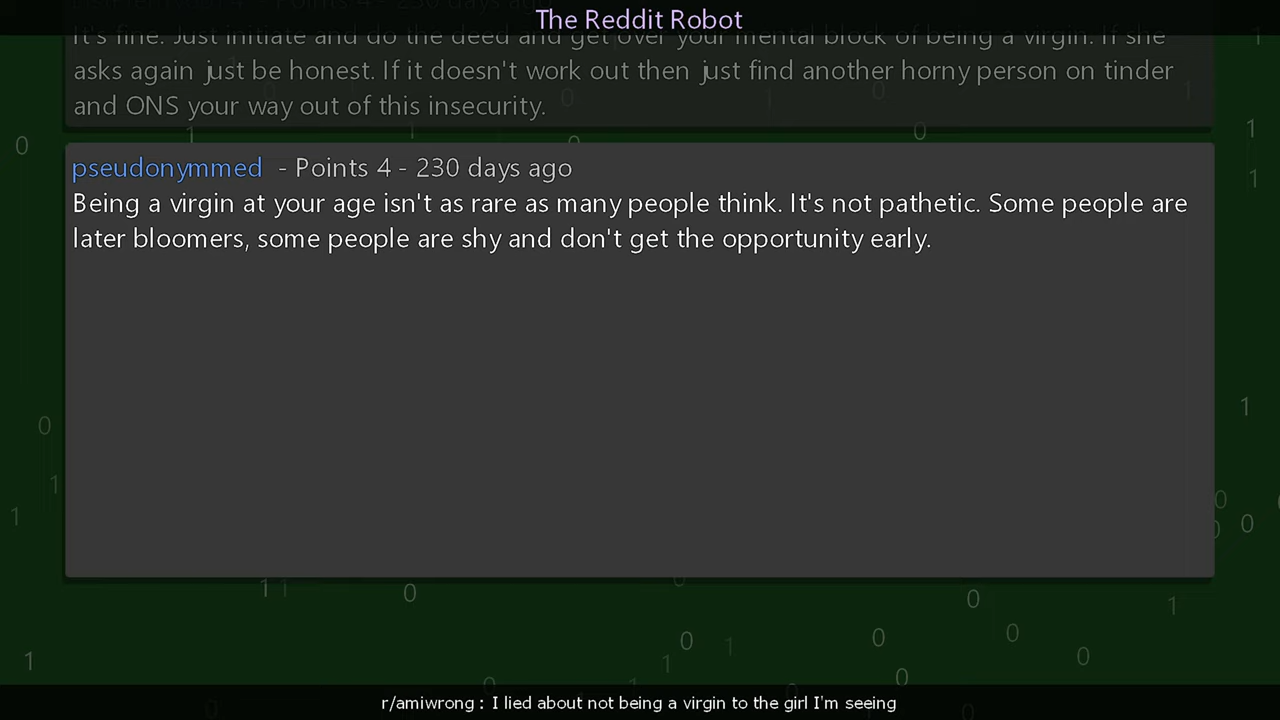 The Reddit Robot
It's fine. Just initiate and do the deed and get over your mental block of being a virgin. If she
asks again just be honest. If it doesn't work out then just find another horny person on tinder
and ONS your way out of this insecurity.
pseudonymmed - Points 4 - 230 days ago
Being a virgin at your age isn't as rare as many people think. It's not pathetic. Some people are
later bloomers, some people are shy and don't get the opportunity early.
r/amiwrong : I lied about not being a virgin to the girl I'm seeing